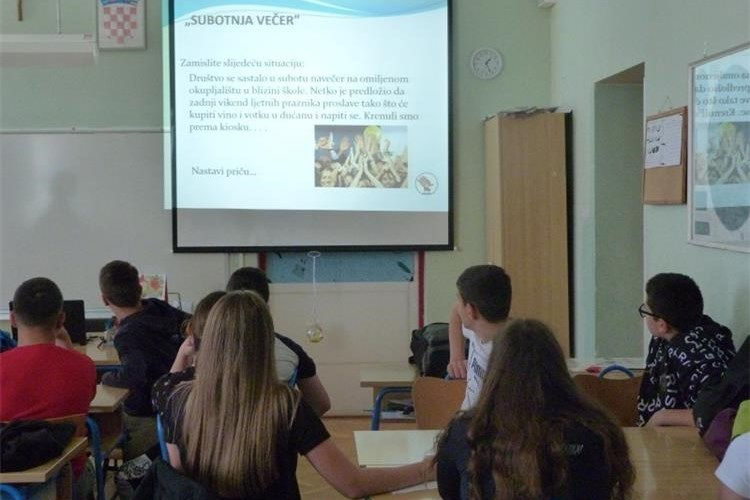 „SUBOTNJA VEČER”
Zamislite slijedeću situaciju:
Društvo se sastalo u subotu navečer na omiljenom
okupljalištu u blizini škole. Netko je predložio da
zadnji vikend ljetnih praznika proslave tako što će
kupiti vino i votku u dućanu i napiti se. Krenuli smo
prema kiosku. . . .
Nastavi priču...